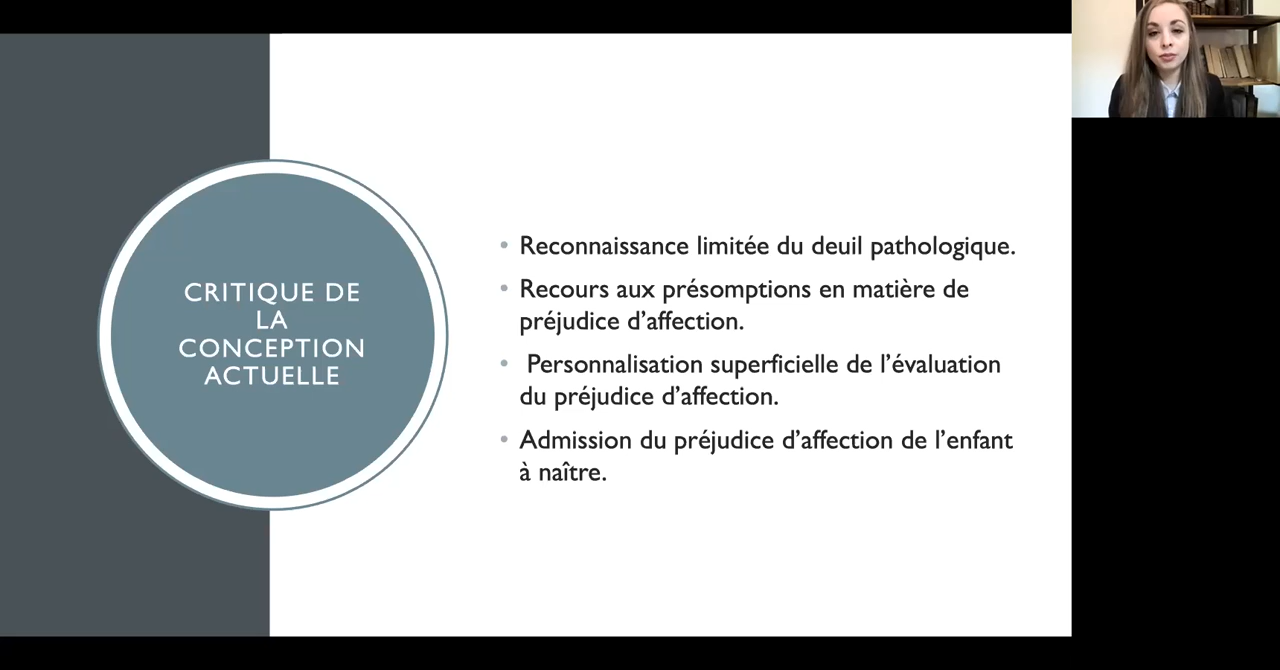 CRITIQUE DE
LA
CONCEPTION
ACTUELLE
• Reconnaissance limitée du deuil pathologique.
• Recours aux présomptions en matière de
préjudice d’affection.
• Personnalisation superficielle de l’évaluation
du préjudice d’affection.
• Admission du préjudice d’affection de l’enfant
à naître.